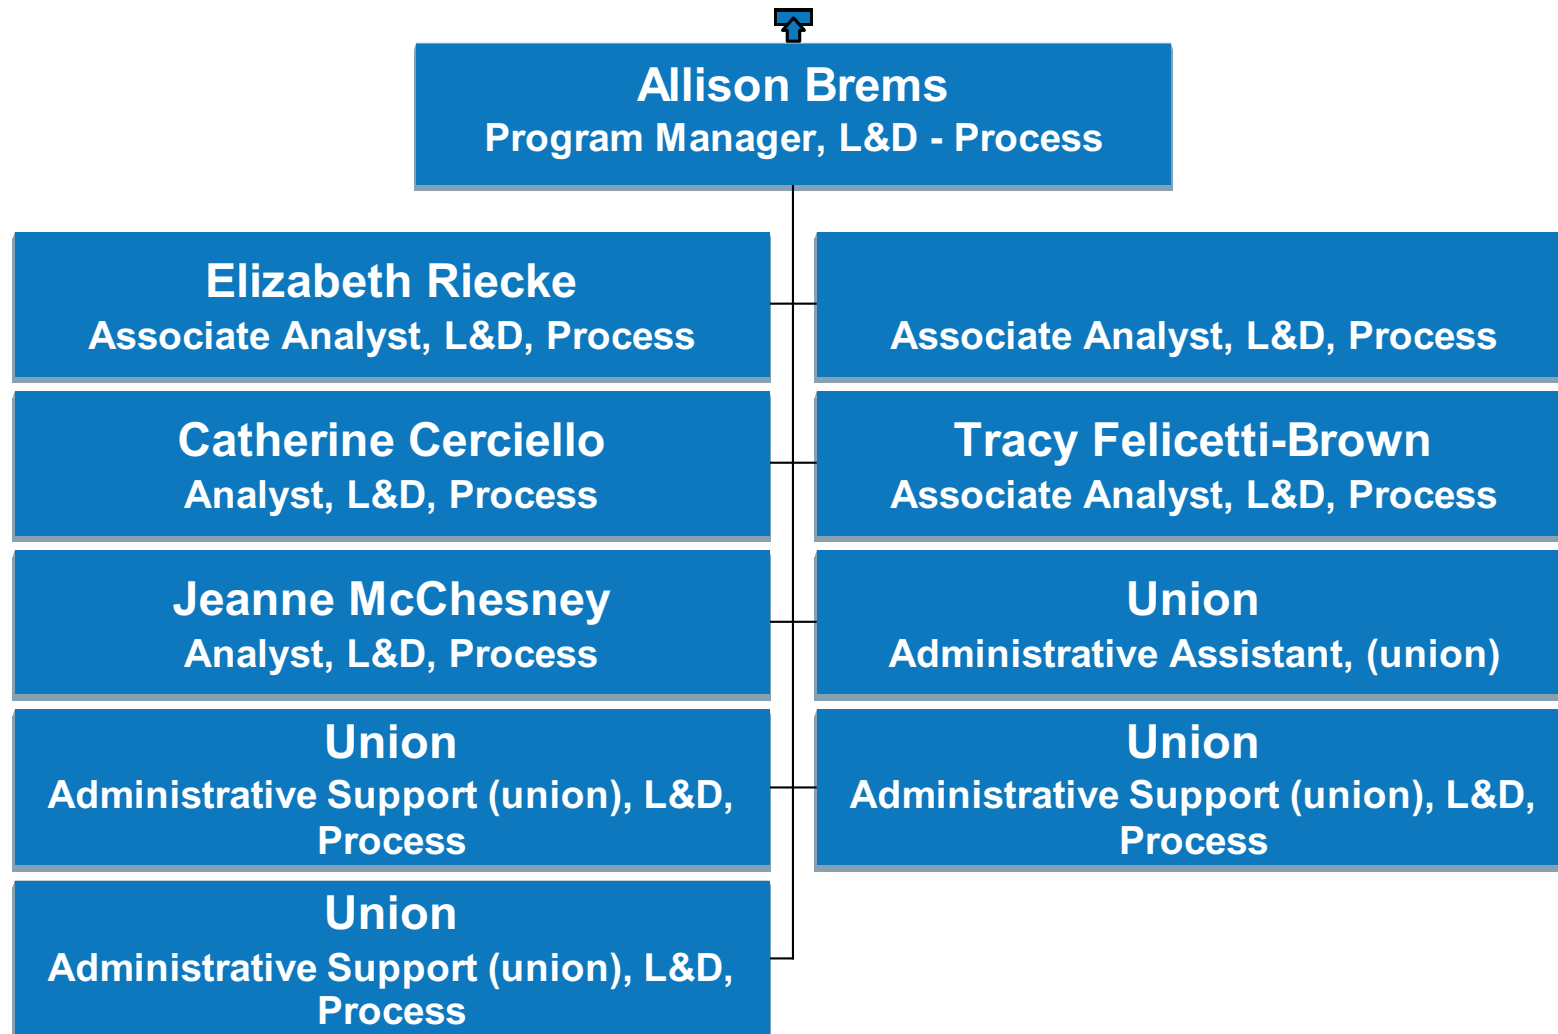 Allison Brems
Program Manager, L&D - Process
Elizabeth Riecke
Associate Analyst, L&D, Process
Associate Analyst, L&D, Process
Catherine Cerciello
Analyst, L&D, Process
Tracy Felicetti-Brown
Associate Analyst, L&D, Process
Jeanne McChesney
Analyst, L&D, Process
Union
Administrative Assistant, (union)
Union
Administrative Support (union), L&D,
Process
Union
Administrative Support (union), L&D,
Process
Union
Administrative Support (union), L&D,
Process